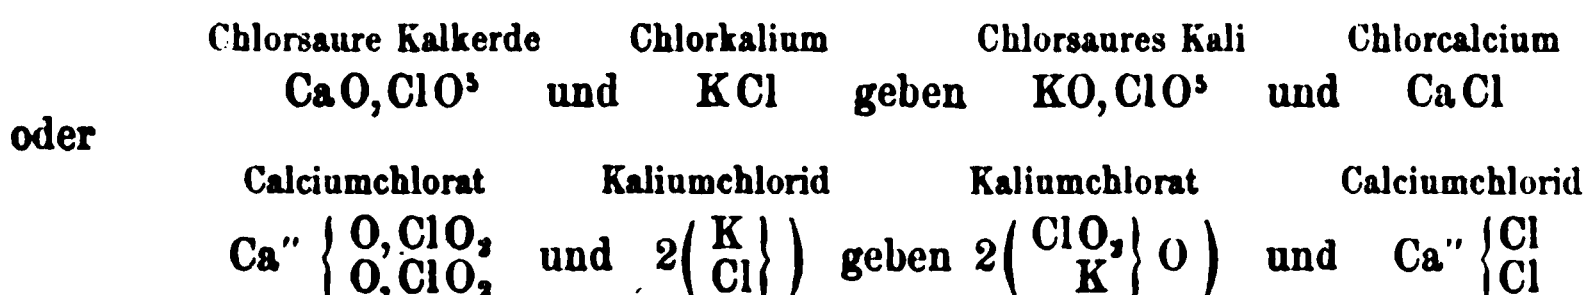 Chlorsaure Kalkerde Chlorkalium Chlorsaures Kali Chlorcalcium
CaO,ClO⁵ und KCl geben KO,ClO⁵ und CaCl
oder
Calciumchlorat Kaliumchlorid Kaliumchlorat Calciumchlorid
Ca″ { O,ClO₂ und 2( K } ) geben 2( ClO₂ } O ) und Ca″ { Cl
O,ClO₂ Cl K Cl